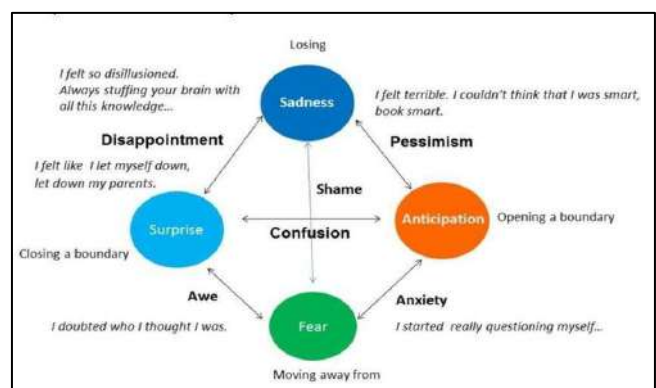 Losing
I felt so disillusioned.
Always stuffing your brain with
all this knowledge...
Sadness
I felt terrible. I couldn't think that I was smart,
book smart.
Disappointment
Pessimism
I felt like I let myself down,
let down my parents.
Shame
Surprise
Anticipation
Opening a boundary
Confusion
Closing a boundary
Awe
Anxiety
I doubted who I thought I was.
Fear
I started really questioning myself...
Moving away from